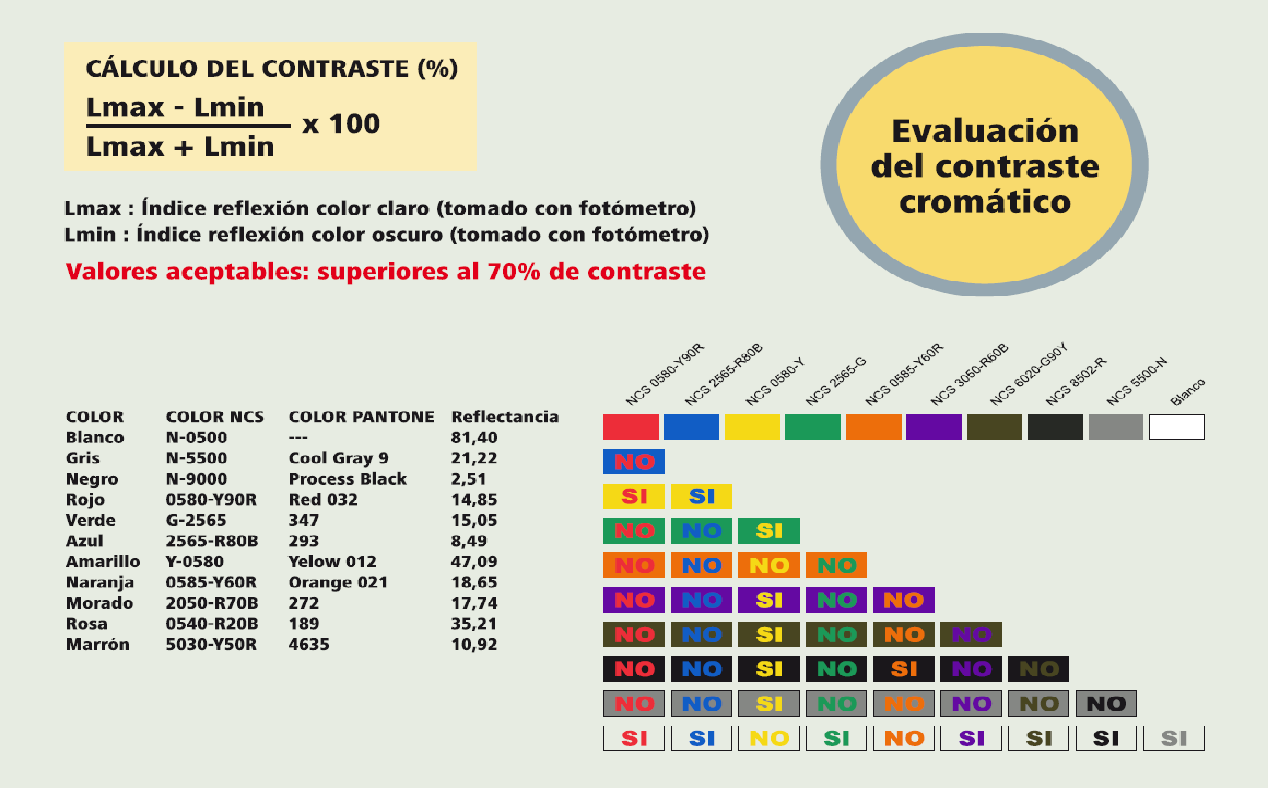 CÁLCULO DEL CONTRASTE (%)
Lmax - Lmin
Lmax + Lmin
x 100
Evaluación
del contraste
cromático
Lmax : Índice reflexión color claro (tomado con fotómetro)
Lmin : Índice reflexión color oscuro (tomado con fotómetro)
Valores aceptables: superiores al 70% de contraste
NCS 0580-Y90R
NCS 2565-R80B
NCS 0580-Y
NCS 2565-G
NCS 0585-Y60R
NCS 3050-R60B
NCS 6020-G90Y
NCS 8502-R
NCS 5500-N
Blanco
COLOR COLOR NCS COLOR PANTONE Reflectancia
Blanco N-0500 --- 81,40
Gris N-5500 Cool Gray 9 21,22
Negro N-9000 Process Black 2,51
Rojo 0580-Y90R Red 032 14,85
Verde G-2565 347 15,05
Azul 2565-R80B 293 8,49
Amarillo Y-0580 Yelow 012 47,09
Naranja 0585-Y60R Orange 021 18,65
Morado 2050-R70B 272 17,74
Rosa 0540-R20B 189 35,21
Marrón 5030-Y50R 4635 10,92
NO
SI SI
NO NO SI
NO NO NO NO
NO NO SI NO NO
NO NO SI NO NO NO
NO NO SI NO SI NO NO
NO NO SI NO NO NO NO NO
SI SI NO SI NO SI SI SI SI